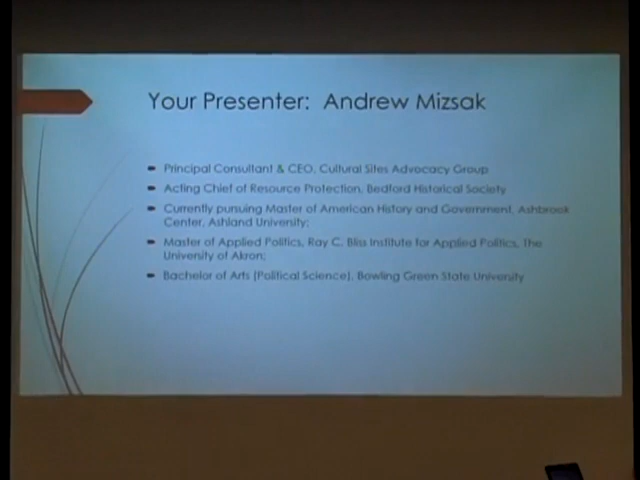 Your Presenter: Andrew Mizsak
Principal Consultant & CEO, Cultural Sites Advocacy Group
Acting Chief of Resource Protection, Bedford Historical Society
Currently pursuing Master of American History and Government, Ashbrook
Center, Ashland University;
Master of Applied Politics, Ray C. Bliss Institute for Applied Politics, The
University of Akron;
Bachelor of Arts [Political Science], Bowling Green State University